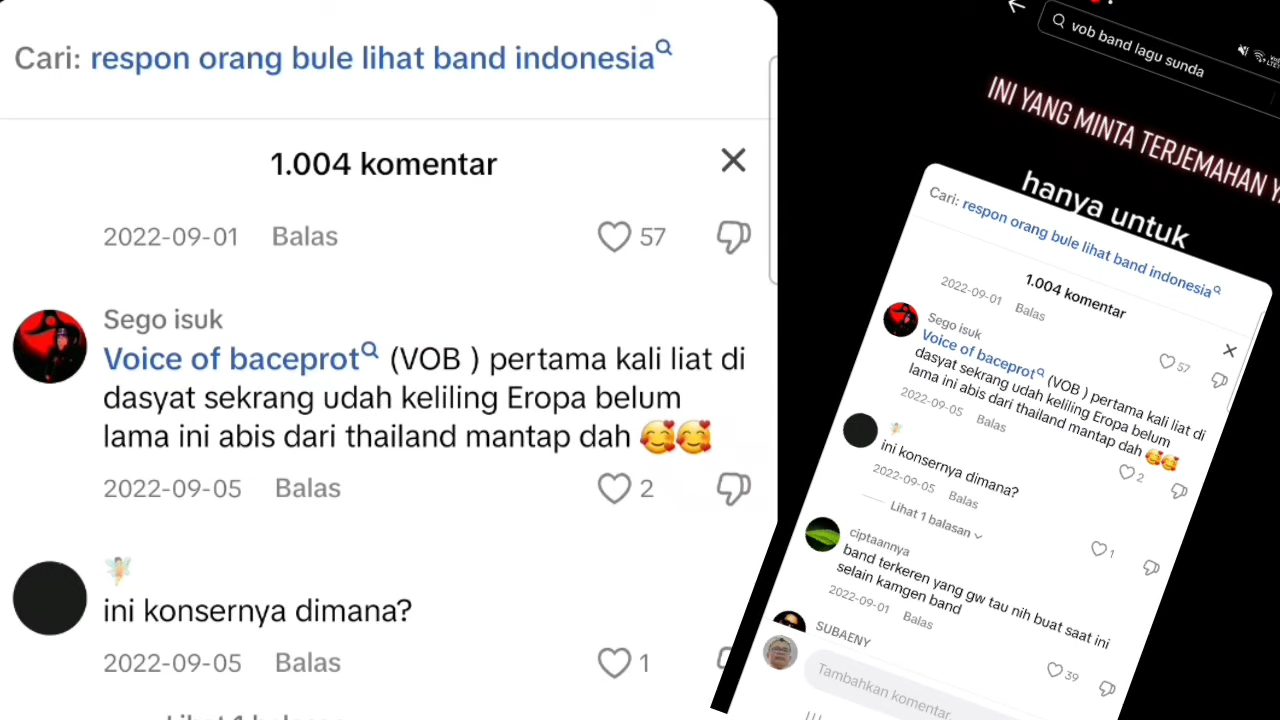 Cari: respon orang bule lihat band indonesia
1.004 komentar
2022-09-01 Balas 57
Sego isuk
Voice of baceprot (VOB ) pertama kali liat di
dasyat sekrang udah keliling Eropa belum
lama ini abis dari thailand mantap dah 🥰🥰
2022-09-05 Balas 2
🧚
ini konsernya dimana?
2022-09-05 Balas 1
Lihat 1 balasan
vob band lagu sunda
INI YANG MINTA TERJEMAHAN
hanya untuk
Cari: respon orang bule lihat band indonesia
1.004 komentar
2022-09-01 Balas 57
Sego isuk
Voice of baceprot (VOB ) pertama kali liat di
dasyat sekrang udah keliling Eropa belum
lama ini abis dari thailand mantap dah 🥰🥰
2022-09-05 Balas 2
🧚
ini konsernya dimana?
2022-09-05 Balas 1
Lihat 1 balasan
ciptaannya
band terkeren yang gw tau nih buat saat ini
selain kamgen band
2022-09-01 Balas 39
SUBAENY
Tambahkan komentar.